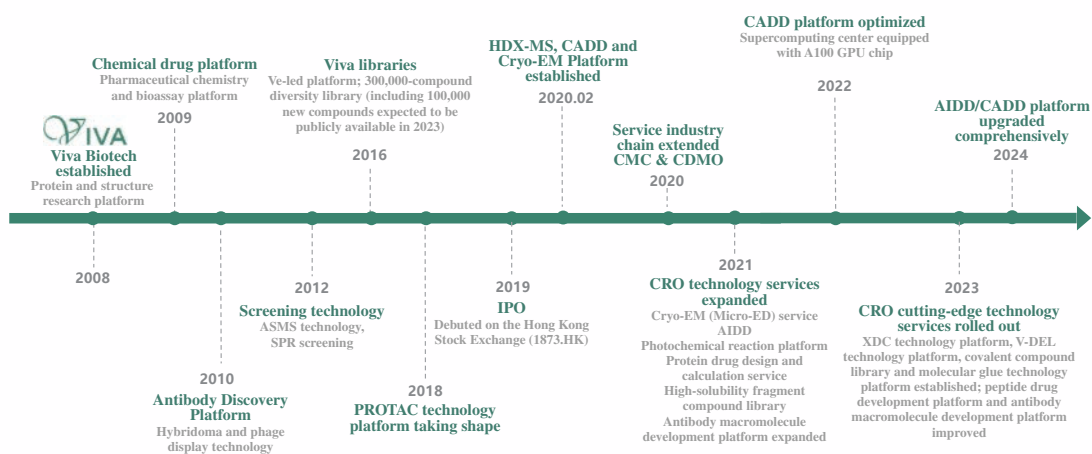 VIVA
Viva Biotech
established
Protein and structure
research platform
2008
Chemical drug platform
Pharmaceutical chemistry
and bioassay platform
2009
2010
Antibody Discovery
Platform
Hybridoma and phage
display technology
2012
Screening technology
ASMS technology,
SPR screening
Viva libraries
Ve-led platform; 300,000-compound
diversity library (including 100,000
new compounds expected to be
publicly available in 2023)
2016
2018
PROTAC technology
platform taking shape
2019
IPO
Debuted on the Hong Kong
Stock Exchange (1873.HK)
HDX-MS, CADD and
Cryo-EM Platform
established
2020.02
Service industry
chain extended
CMC & CDMO
2020
2021
CRO technology services
expanded
Cryo-EM (Micro-ED) service
AIDD
Photochemical reaction platform
Protein drug design and
calculation service
High-solubility fragment
compound library
Antibody macromolecule
development platform expanded
CADD platform optimized
Supercomputing center equipped
with A100 GPU chip
2022
2023
CRO cutting-edge technology
services rolled out
XDC technology platform, V-DEL
technology platform, covalent compound
library and molecular glue technology
platform established; peptide drug
development platform and antibody
macromolecule development platform
improved
AIDD/CADD platform
upgraded
comprehensively
2024